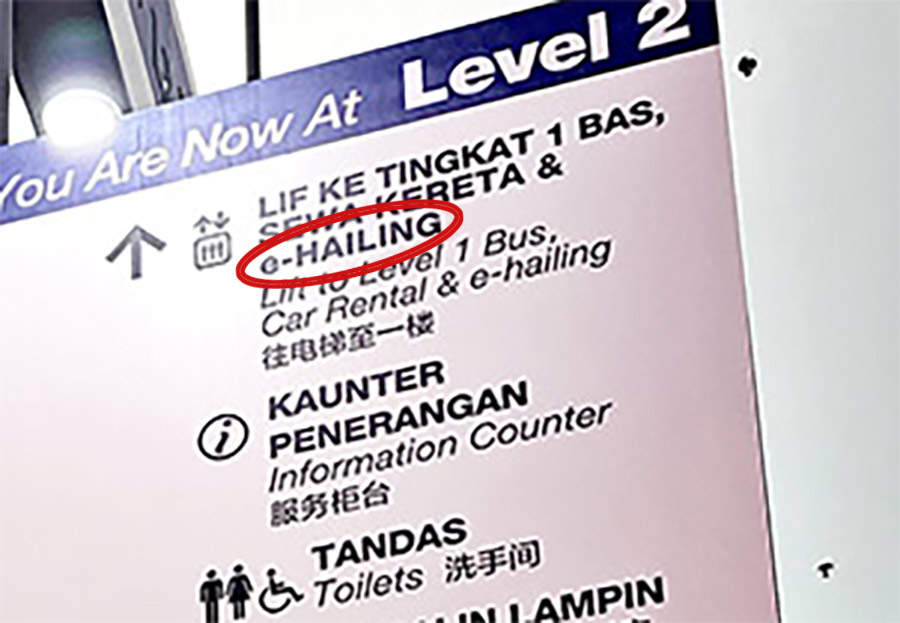 You Are Now At Level 2
LIF KE TINGKAT 1 BAS,
SEWA KERETA &
e-HAILING
Lift to Level 1 Bus,
Car Rental & e-hailing
往电梯至一楼
KAUNTER
PENERANGAN
Information Counter
服务柜台
TANDAS
Toilets 洗手间
LAMPIN